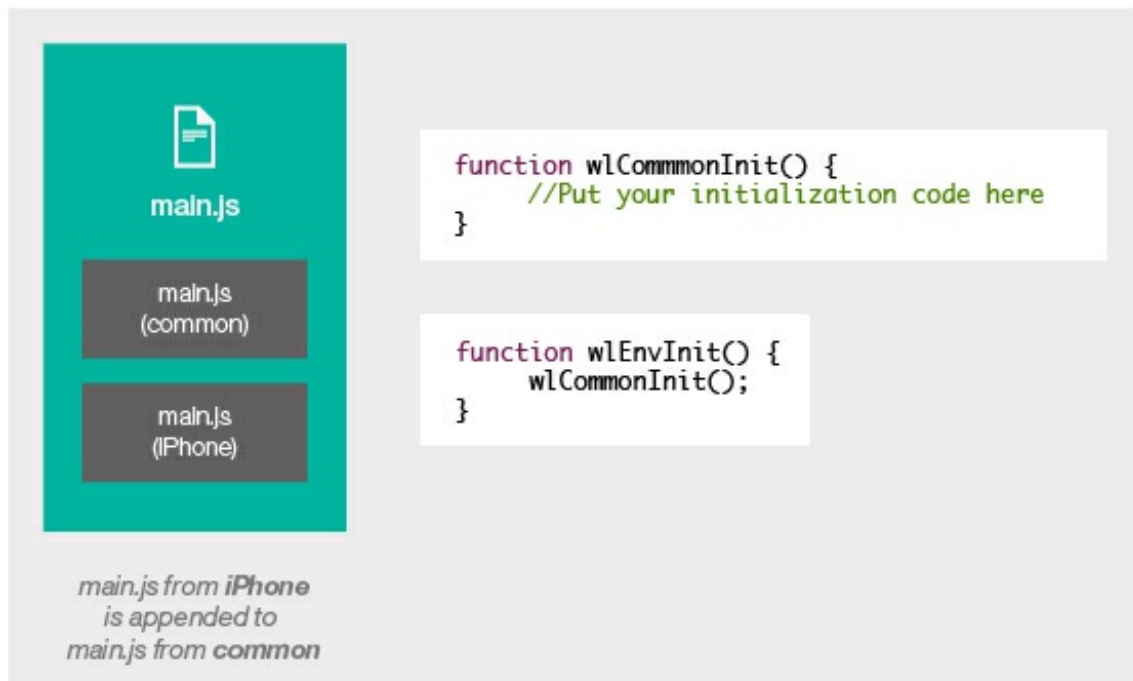 main.js
main.js
(common)
main.js
(iPhone)
main.js from iPhone
is appended to
main.js from common
function wlCommmonInit() {
//Put your initialization code here
}
function wlEnvInit() {
wlCommonInit();
}